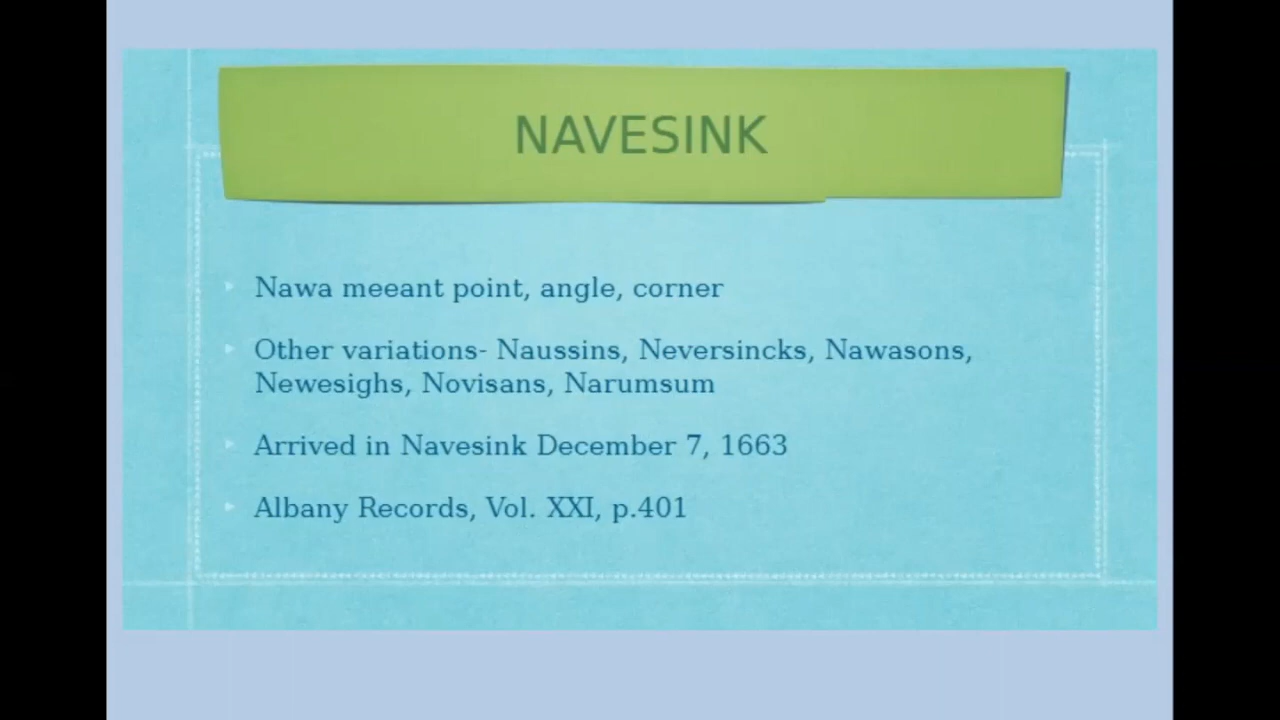 NAVESINK
Nawa meeant point, angle, corner
Other variations- Naussins, Neversincks, Nawasons,
Newesighs, Novisans, Narumsum
Arrived in Navesink December 7, 1663
Albany Records, Vol. XXI, p.401